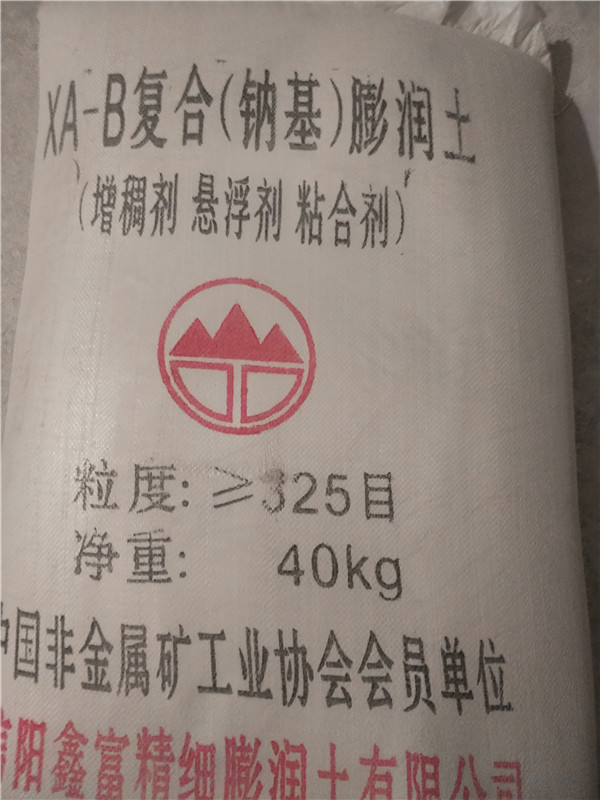 XA-B复合(钠基)膨润土
(增稠剂 悬浮剂 粘合剂)
粒度: ≥325目
净重: 40kg
中国非金属矿工业协会会员单位
信阳鑫富精细膨润土有限公司